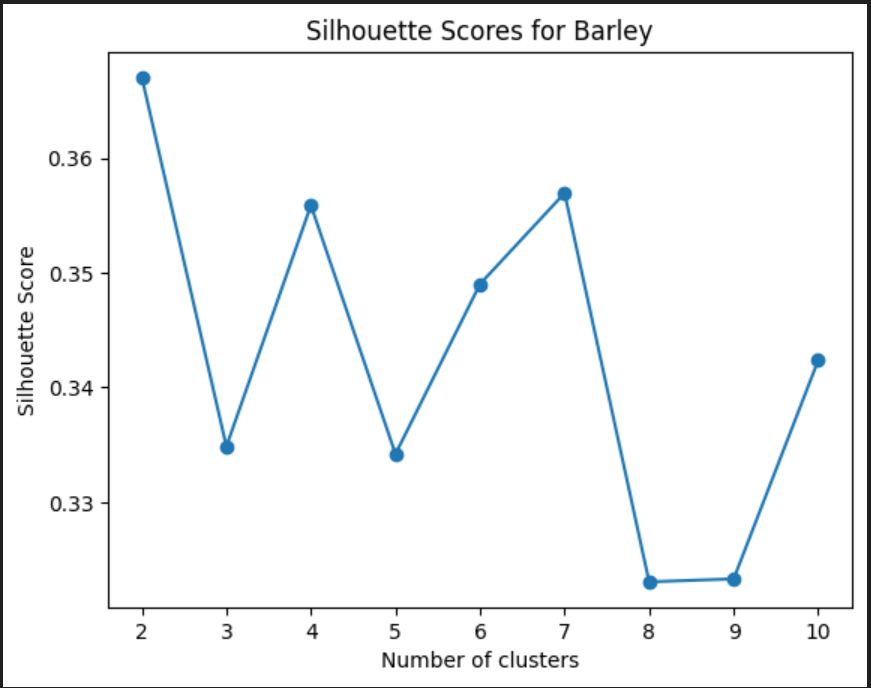 Silhouette Scores for Barley
0.36
0.35
0.34
0.33
Silhouette Score
2 3 4 5 6 7 8 9 10
Number of clusters